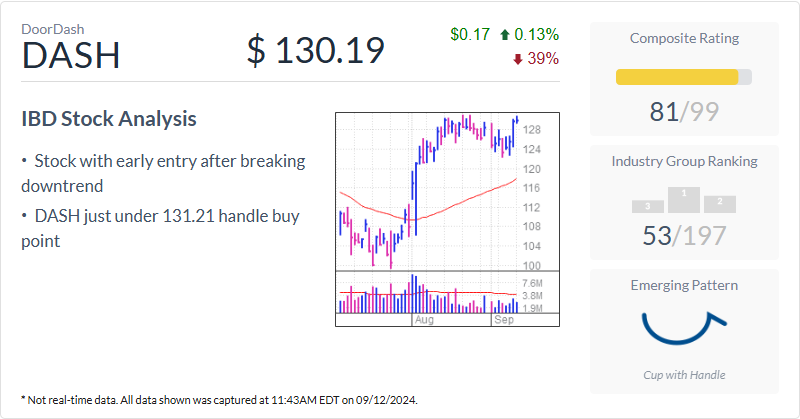 DoorDash
DASH
$ 130.19
$0.17 0.13%
39%
IBD Stock Analysis
• Stock with early entry after breaking
downtrend
• DASH just under 131.21 handle buy
point
128
124
120
116
112
108
104
100
7.6M
3.8M
1.9M
Aug
Sep
Composite Rating
81/99
Industry Group Ranking
3
1
2
53/197
Emerging Pattern
Cup with Handle
* Not real-time data. All data shown was captured at 11:43AM EDT on 09/12/2024.